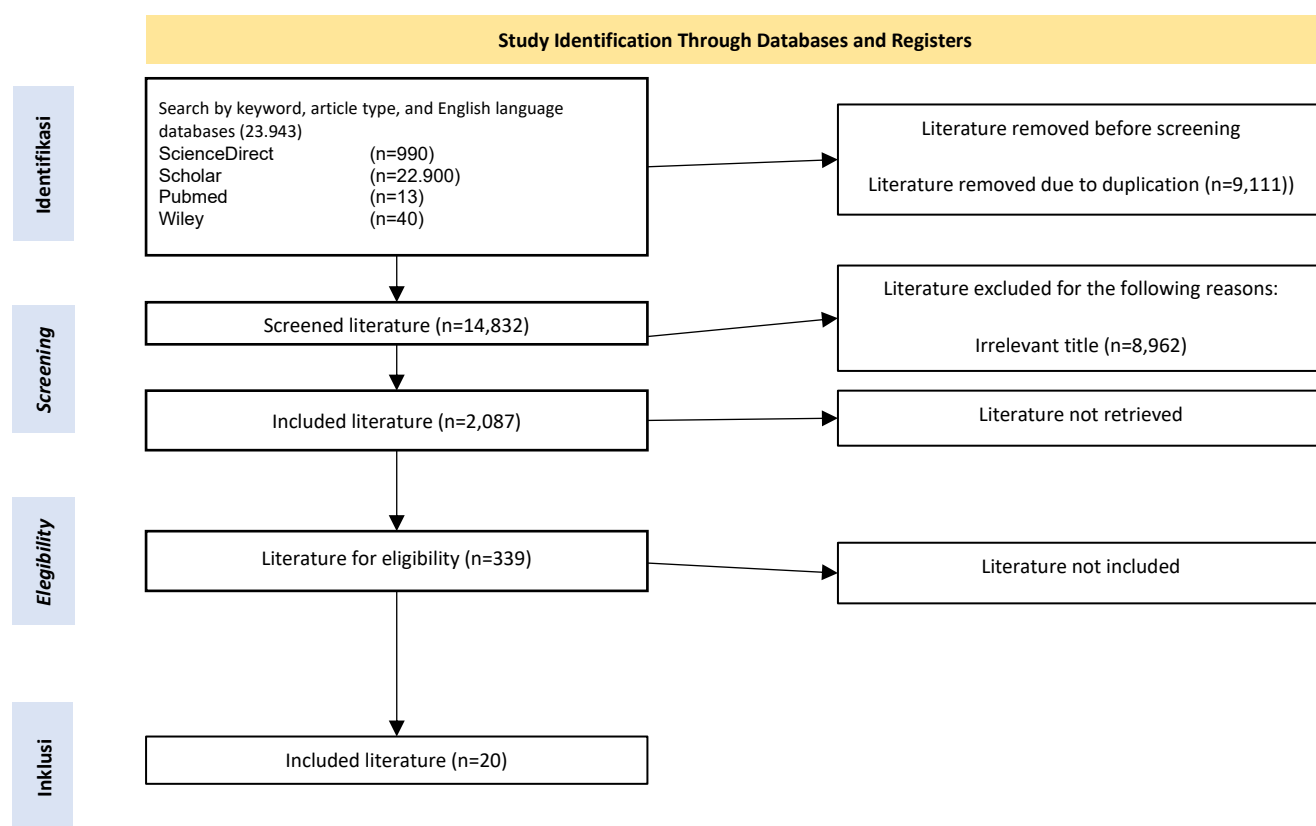 Study Identification Through Databases and Registers
Identifikasi
Search by keyword, article type, and English language
databases (23.943)
ScienceDirect (n=990)
Scholar (n=22.900)
Pubmed (n=13)
Wiley (n=40)
Literature removed before screening
Literature removed due to duplication (n=9,111))
Screening
Screened literature (n=14,832)
Literature excluded for the following reasons:
Irrelevant title (n=8,962)
Included literature (n=2,087)
Literature not retrieved
Elegibility
Literature for eligibility (n=339)
Literature not included
Inklusi
Included literature (n=20)